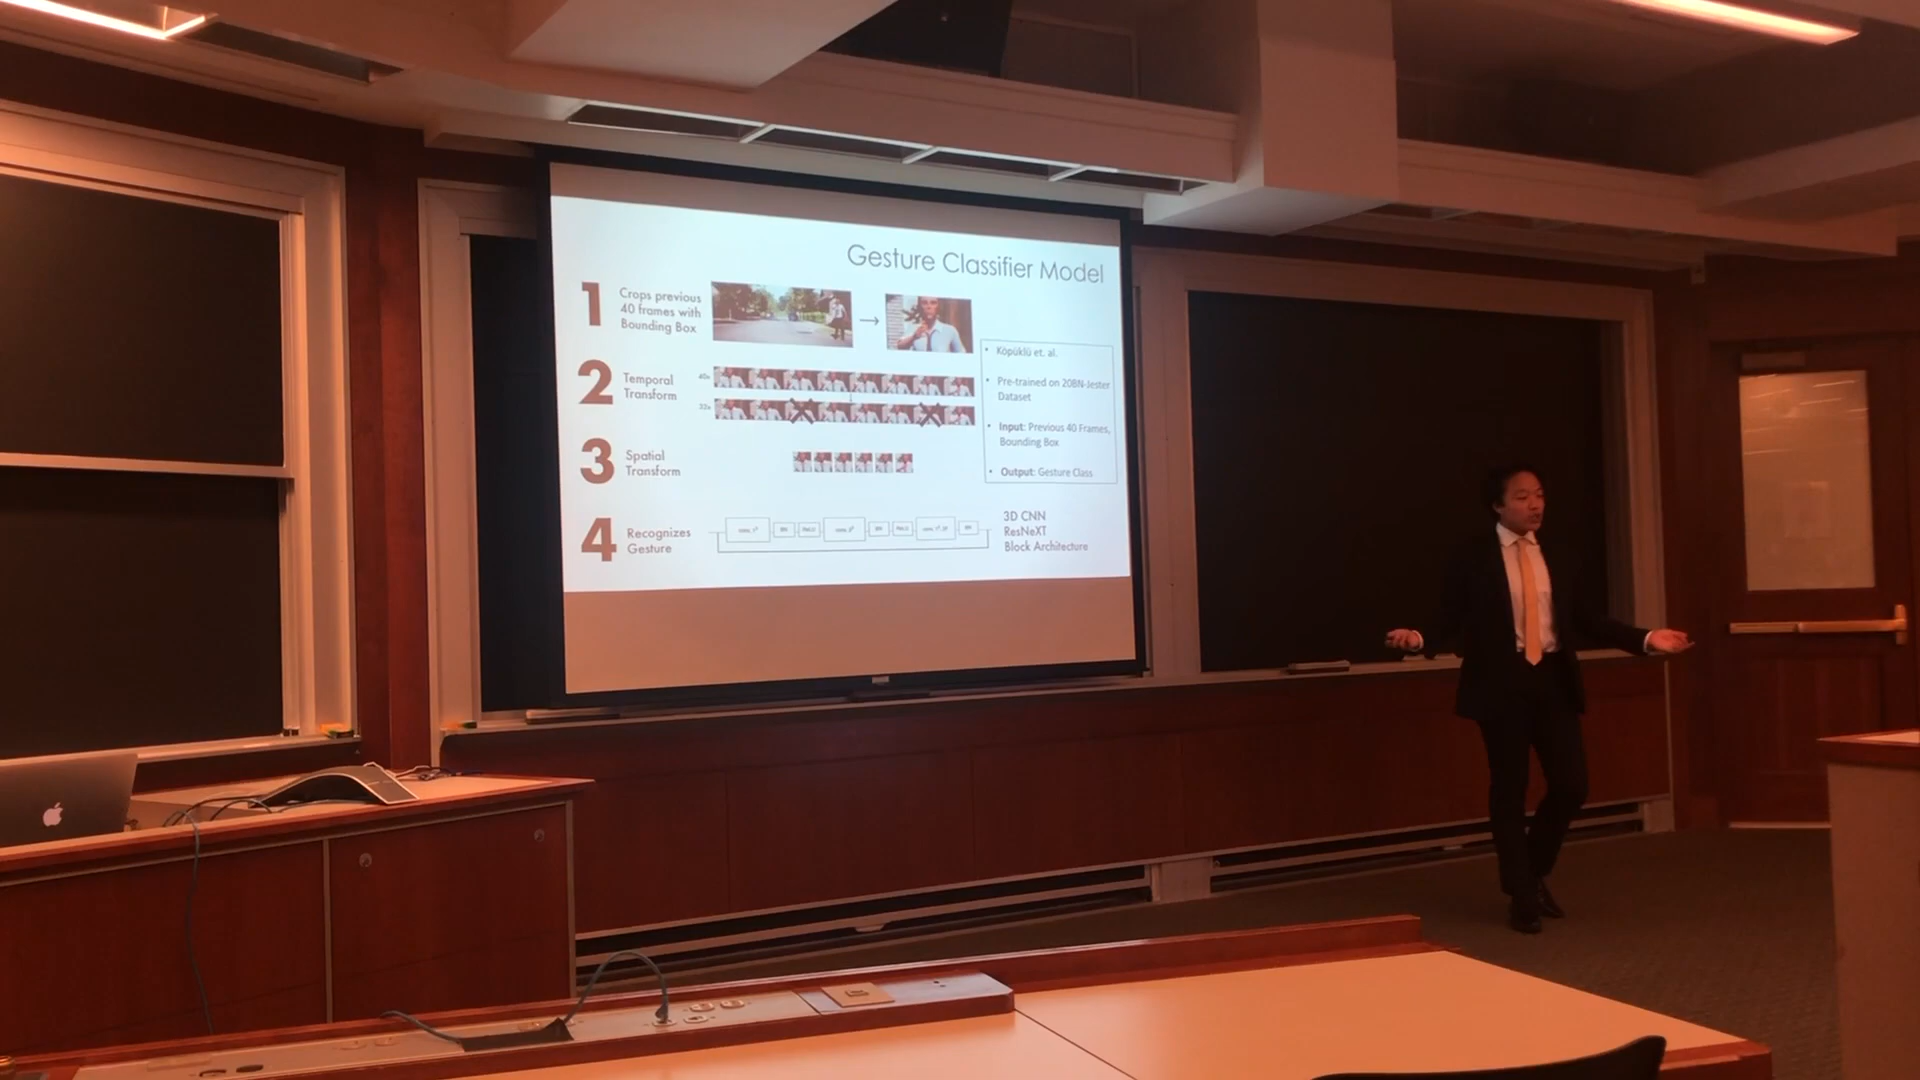 Gesture Classifier Model
1
Crops previous
40 frames with
Bounding Box
2
Temporal
Transform
40x
32x
3
Spatial
Transform
4
Recognizes
Gesture
• Köpüklü et. al.
• Pre-trained on 20BN-Jester
Dataset
• Input: Previous 40 Frames,
Bounding Box
• Output: Gesture Class
3D CNN
ResNeXT
Block Architecture